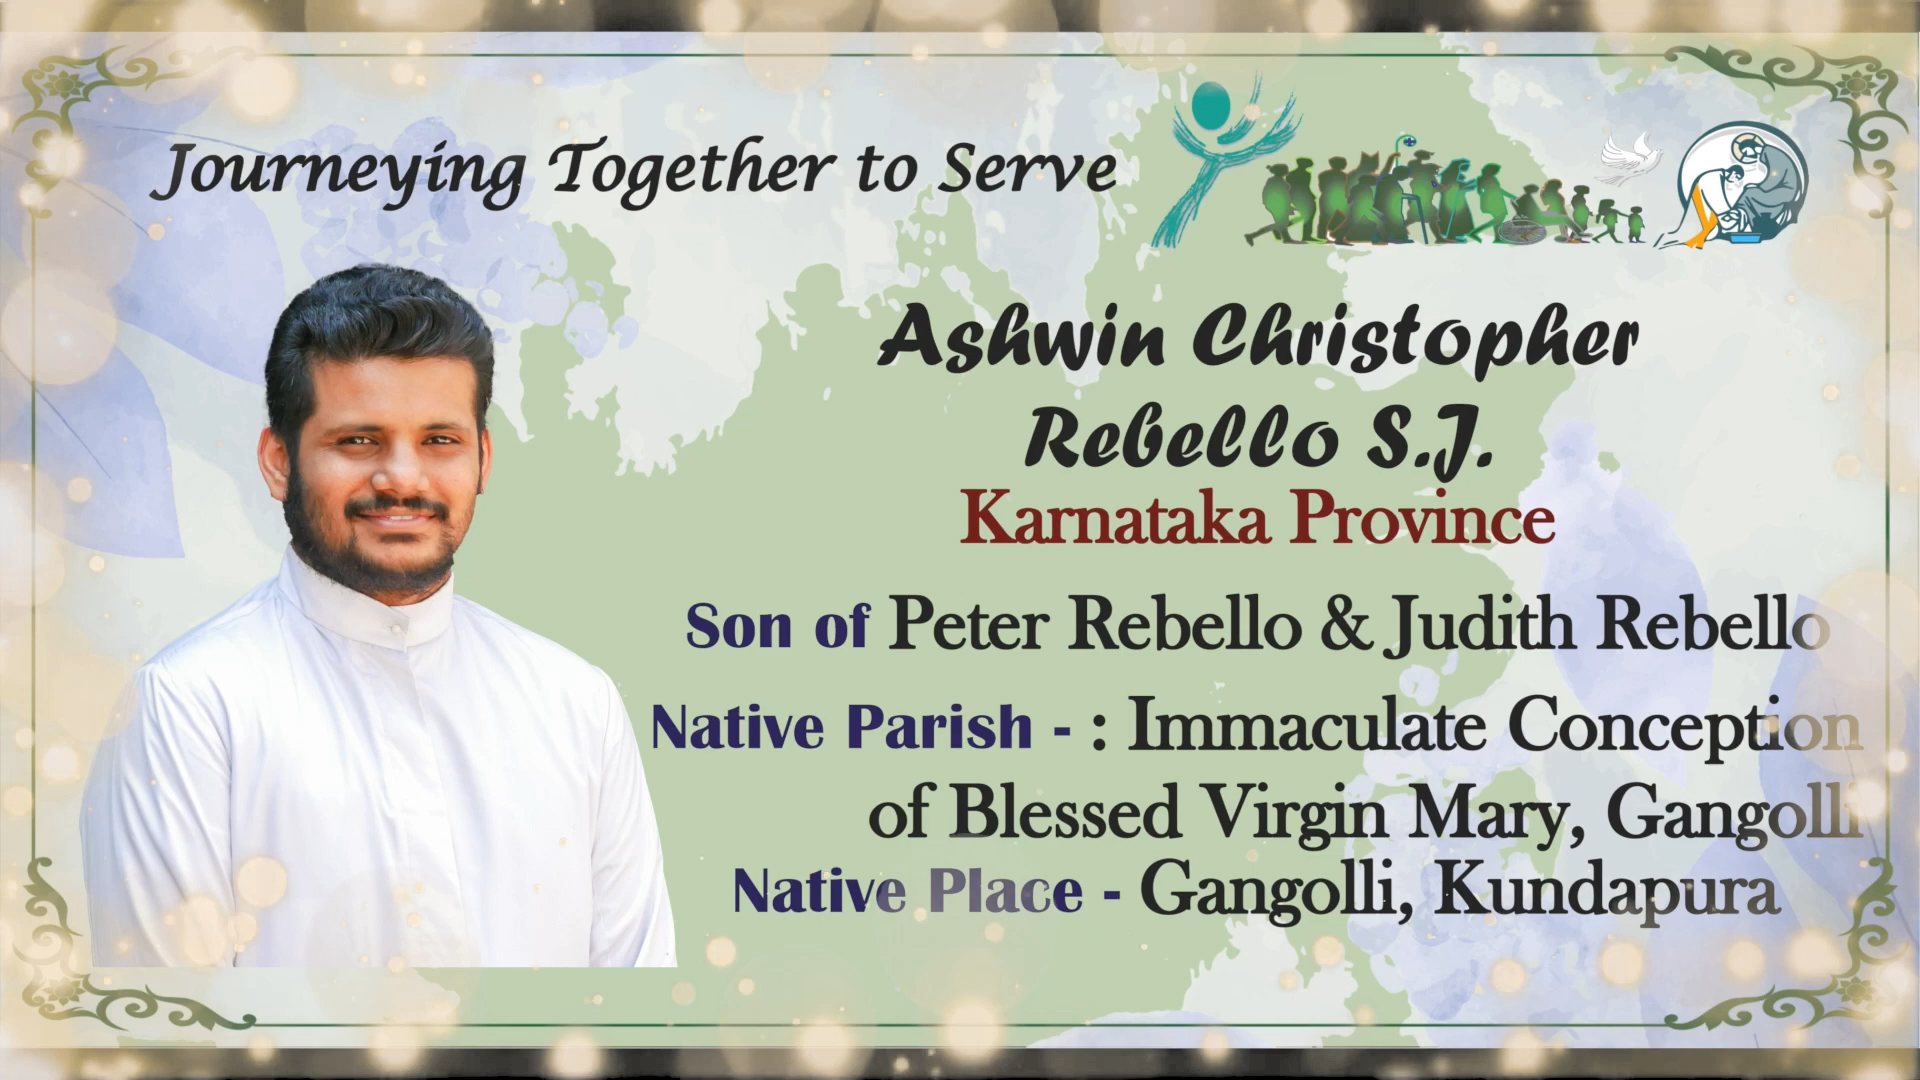 Journeying Together to Serve
Ashwin Christopher
Rebello S.J.
Karnataka Province
Son of Peter Rebello & Judith Rebello
Native Parish - : Immaculate Conception
of Blessed Virgin Mary, Gangolli
Native Place - Gangolli, Kundapura